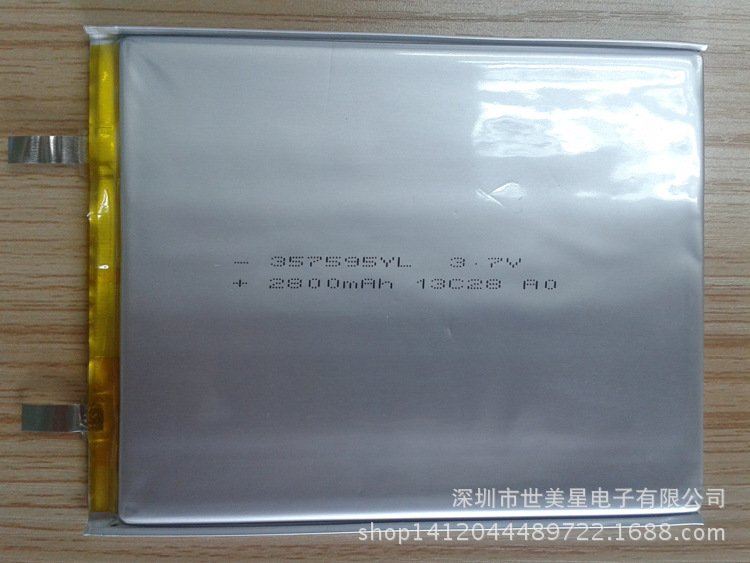 - 357595YL 3.7V
+ 2800mAh 13C28 A0
深圳市世美星电子有限公司
shop1412044489722.1688.com